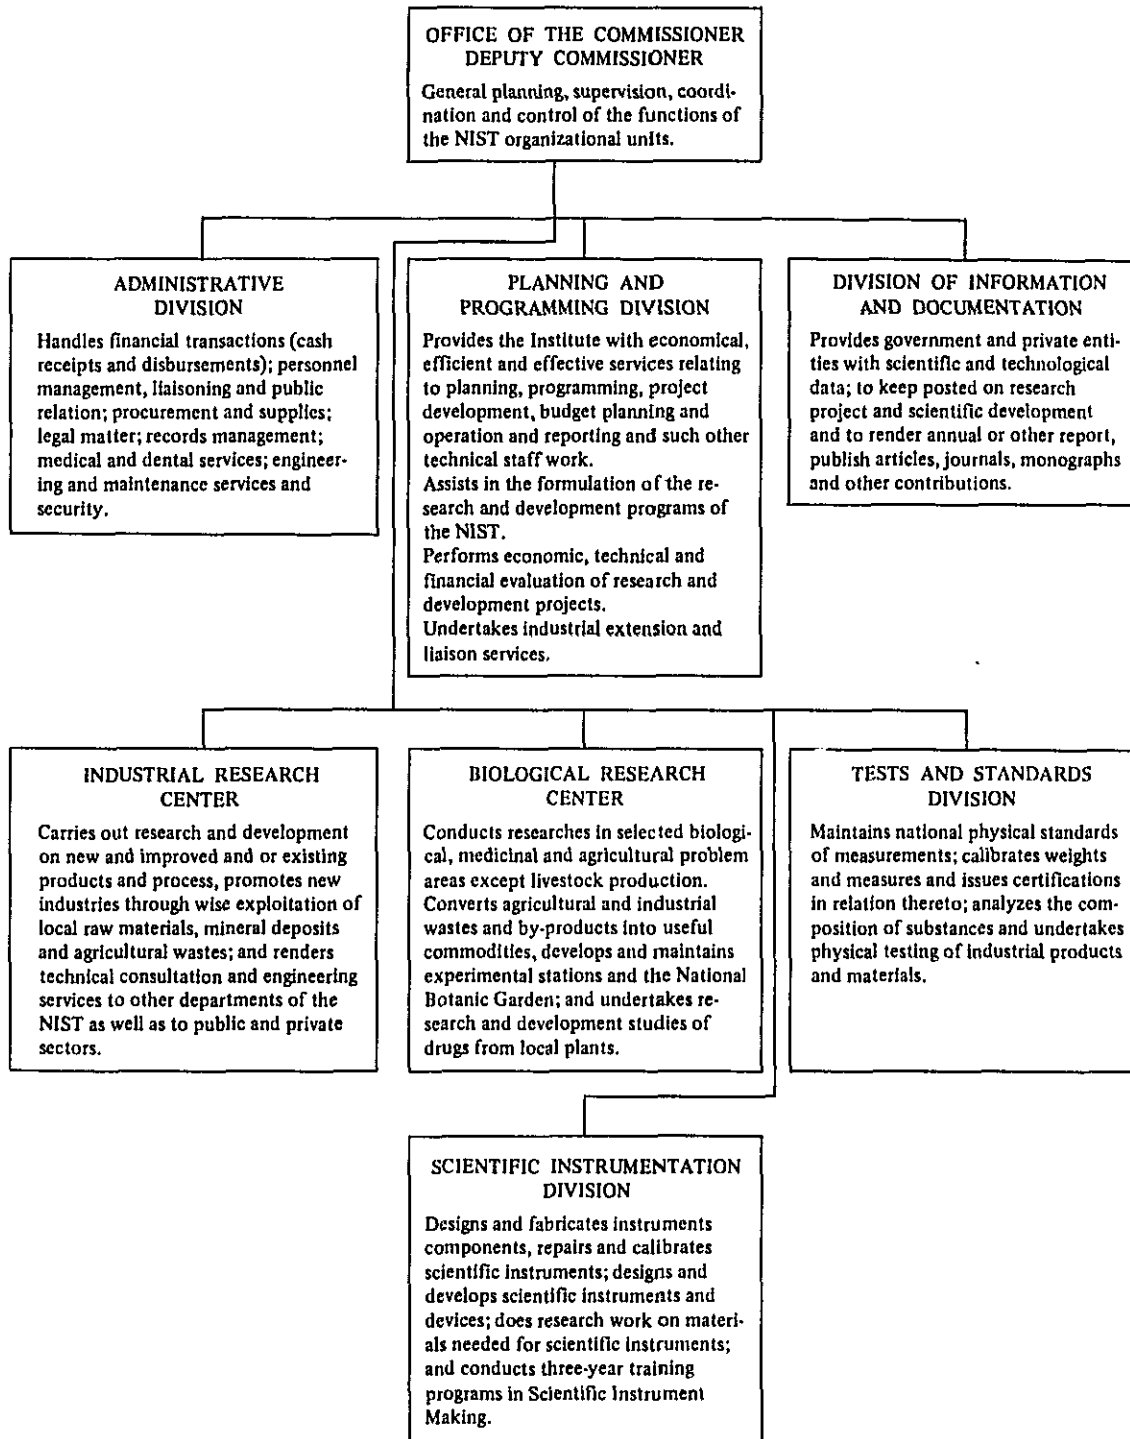 OFFICE OF THE COMMISSIONER
DEPUTY COMMISSIONER
General planning, supervision, coordi-
nation and control of the functions of
the NIST organizational units.
ADMINISTRATIVE
DIVISION
Handles financial transactions (cash
receipts and disbursements); personnel
management, liaisoning and public
relation; procurement and supplies;
legal matter; records management;
medical and dental services; engineer-
ing and maintenance services and
security.
PLANNING AND
PROGRAMMING DIVISION
Provides the Institute with economical,
efficient and effective services relating
to planning, programming, project
development, budget planning and
operation and reporting and such other
technical staff work.
Assists in the formulation of the re-
search and development programs of
the NIST.
Performs economic, technical and
financial evaluation of research and
development projects.
Undertakes industrial extension and
liaison services.
DIVISION OF INFORMATION
AND DOCUMENTATION
Provides government and private enti-
ties with scientific and technological
data; to keep posted on research
project and scientific development
and to render annual or other report,
publish articles, journals, monographs
and other contributions.
INDUSTRIAL RESEARCH
CENTER
Carries out research and development
on new and improved and or existing
products and process, promotes new
industries through wise exploitation of
local raw materials, mineral deposits
and agricultural wastes; and renders
technical consultation and engineering
services to other departments of the
NIST as well as to public and private
sectors.
BIOLOGICAL RESEARCH
CENTER
Conducts researches in selected biologi-
cal, medicinal and agricultural problem
areas except livestock production.
Converts agricultural and industrial
wastes and by-products into useful
commodities, develops and maintains
experimental stations and the National
Botanic Garden; and undertakes re-
search and development studies of
drugs from local plants.
TESTS AND STANDARDS
DIVISION
Maintains national physical standards
of measurements; calibrates weights
and measures and issues certifications
in relation thereto; analyzes the com-
position of substances and undertakes
physical testing of industrial products
and materials.
SCIENTIFIC INSTRUMENTATION
DIVISION
Designs and fabricates instruments
components, repairs and calibrates
scientific instruments; designs and
develops scientific instruments and
devices; does research work on materi-
als needed for scientific instruments;
and conducts three-year training
programs in Scientific Instrument
Making.